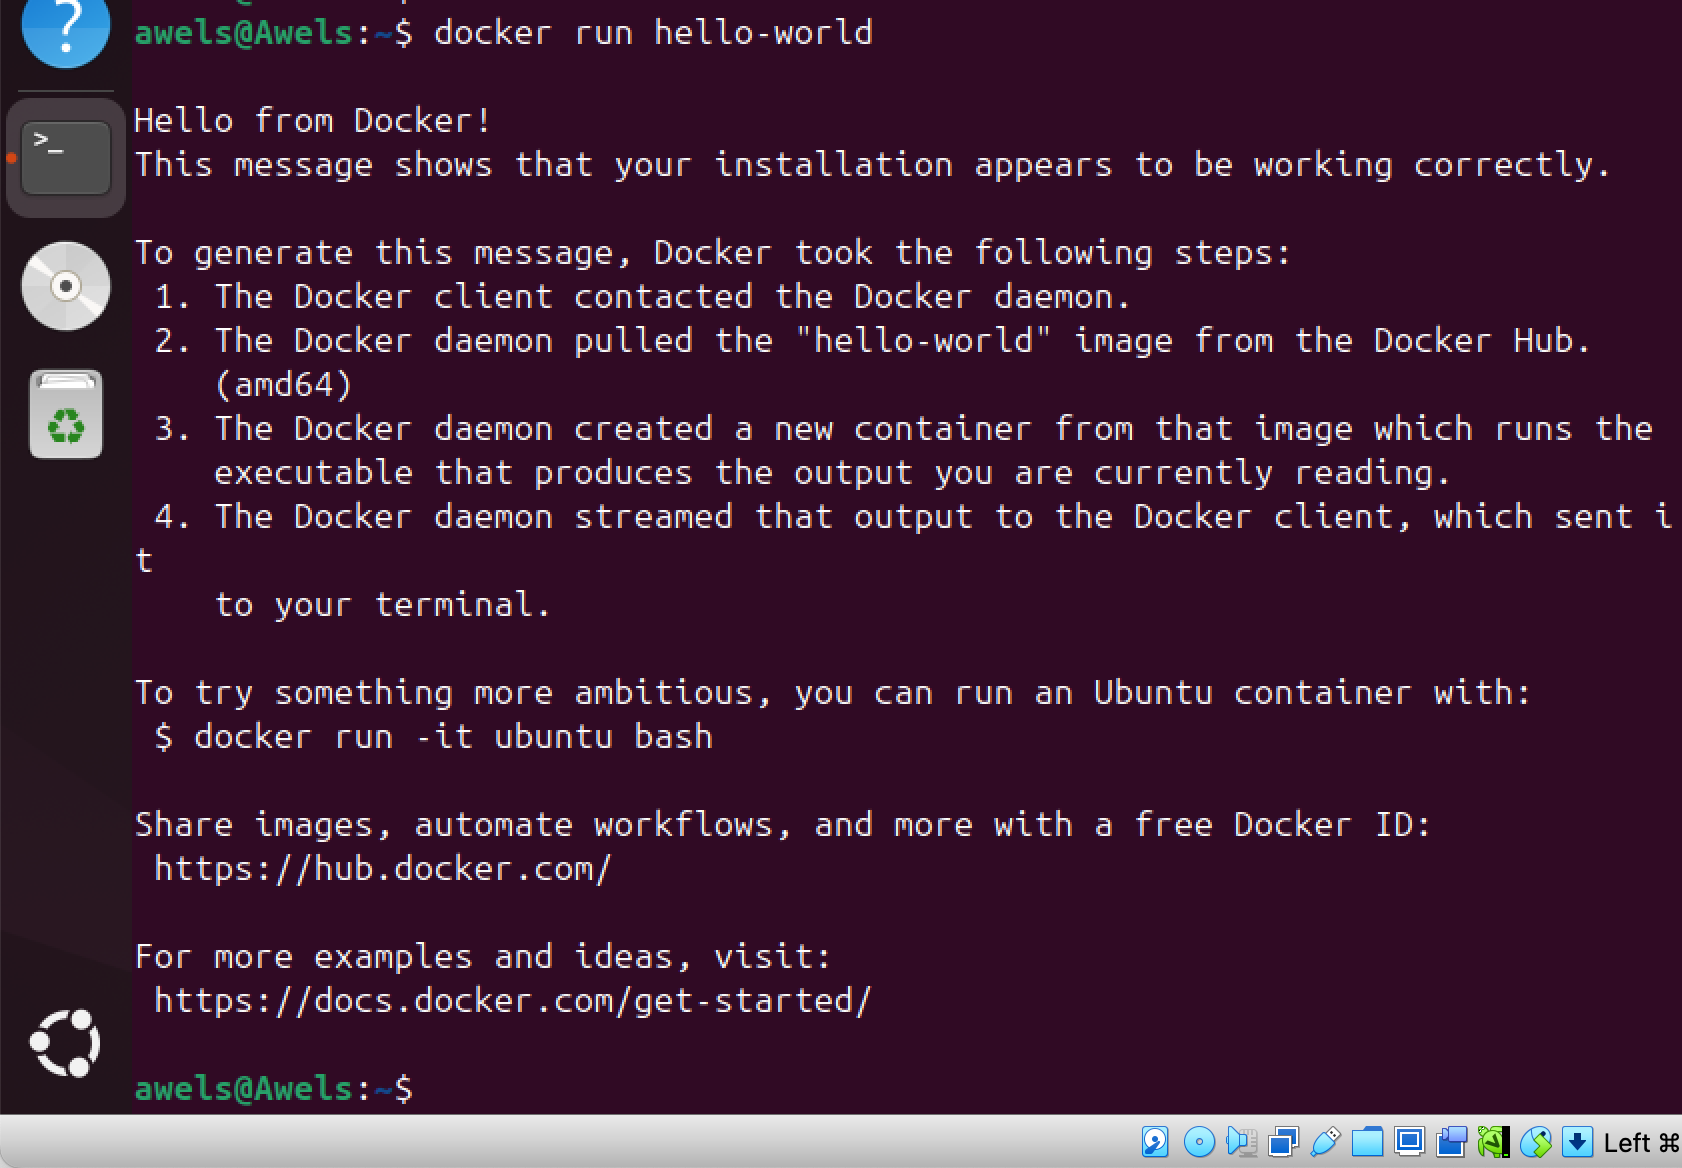 awels@Awels:~$ docker run hello-world
Hello from Docker!
This message shows that your installation appears to be working correctly.
To generate this message, Docker took the following steps:
1. The Docker client contacted the Docker daemon.
2. The Docker daemon pulled the "hello-world" image from the Docker Hub.
(amd64)
3. The Docker daemon created a new container from that image which runs the
executable that produces the output you are currently reading.
4. The Docker daemon streamed that output to the Docker client, which sent i
t
to your terminal.
To try something more ambitious, you can run an Ubuntu container with:
$ docker run -it ubuntu bash
Share images, automate workflows, and more with a free Docker ID:
https://hub.docker.com/
For more examples and ideas, visit:
https://docs.docker.com/get-started/
awels@Awels:~$
Left ⌘